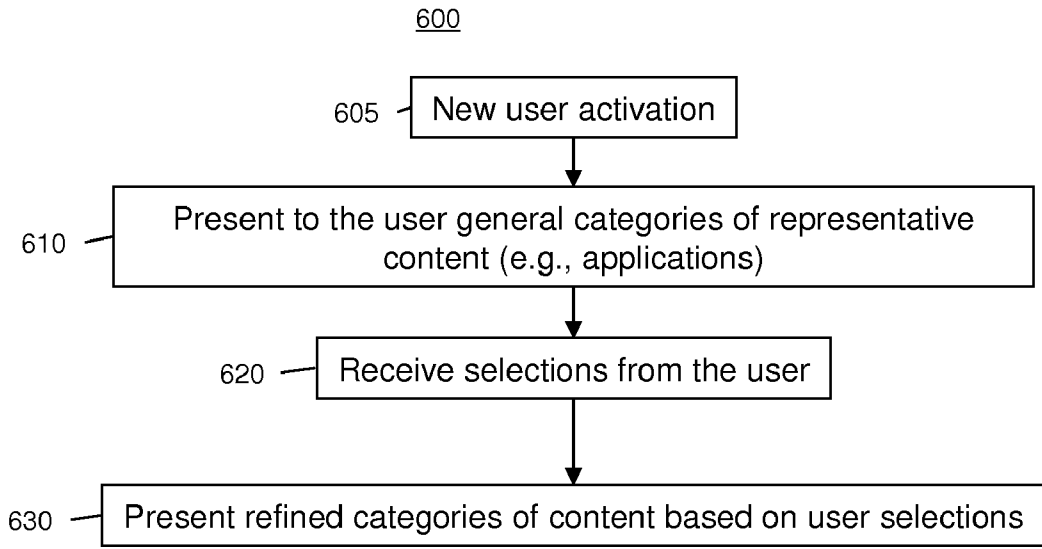 600
605
New user activation
610
Present to the user general categories of representative
content (e.g., applications)
620
Receive selections from the user
630
Present refined categories of content based on user selections